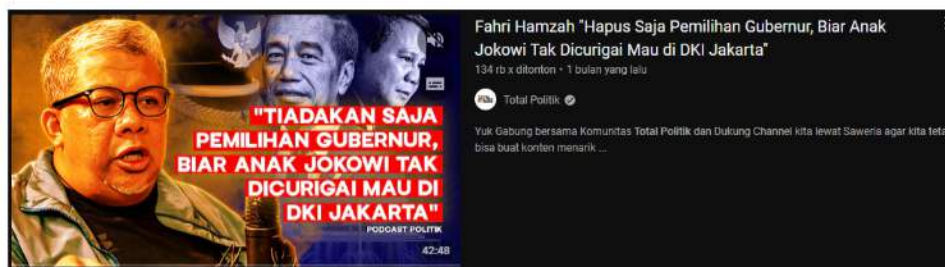 "TIADAKAN SAJA
PEMILIHAN GUBERNUR,
BIAR ANAK JOKOWI TAK
DICURIGAI MAU DI
DKI JAKARTA"
PODCAST POLITIK
42:48
Fahri Hamzah "Hapus Saja Pemilihan Gubernur, Biar Anak
Jokowi Tak Dicurigai Mau di DKI Jakarta"
134 rb x ditonton • 1 bulan yang lalu
Total Politik
Yuk Gabung bersama Komunitas Total Politik dan Dukung Channel kita lewat Saweria agar kita teta
bisa buat konten menarik ...